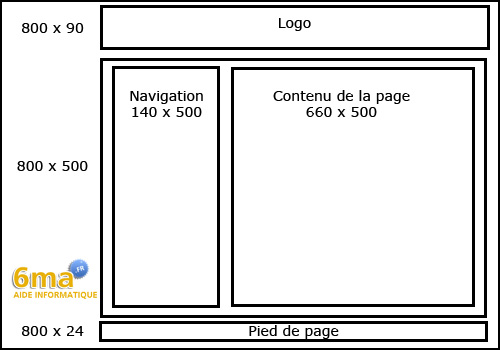 800 x 90
Logo
Navigation
140 x 500
Contenu de la page
660 x 500
800 x 500
6ma
.FR
AIDE INFORMATIQUE
800 x 24
Pied de page